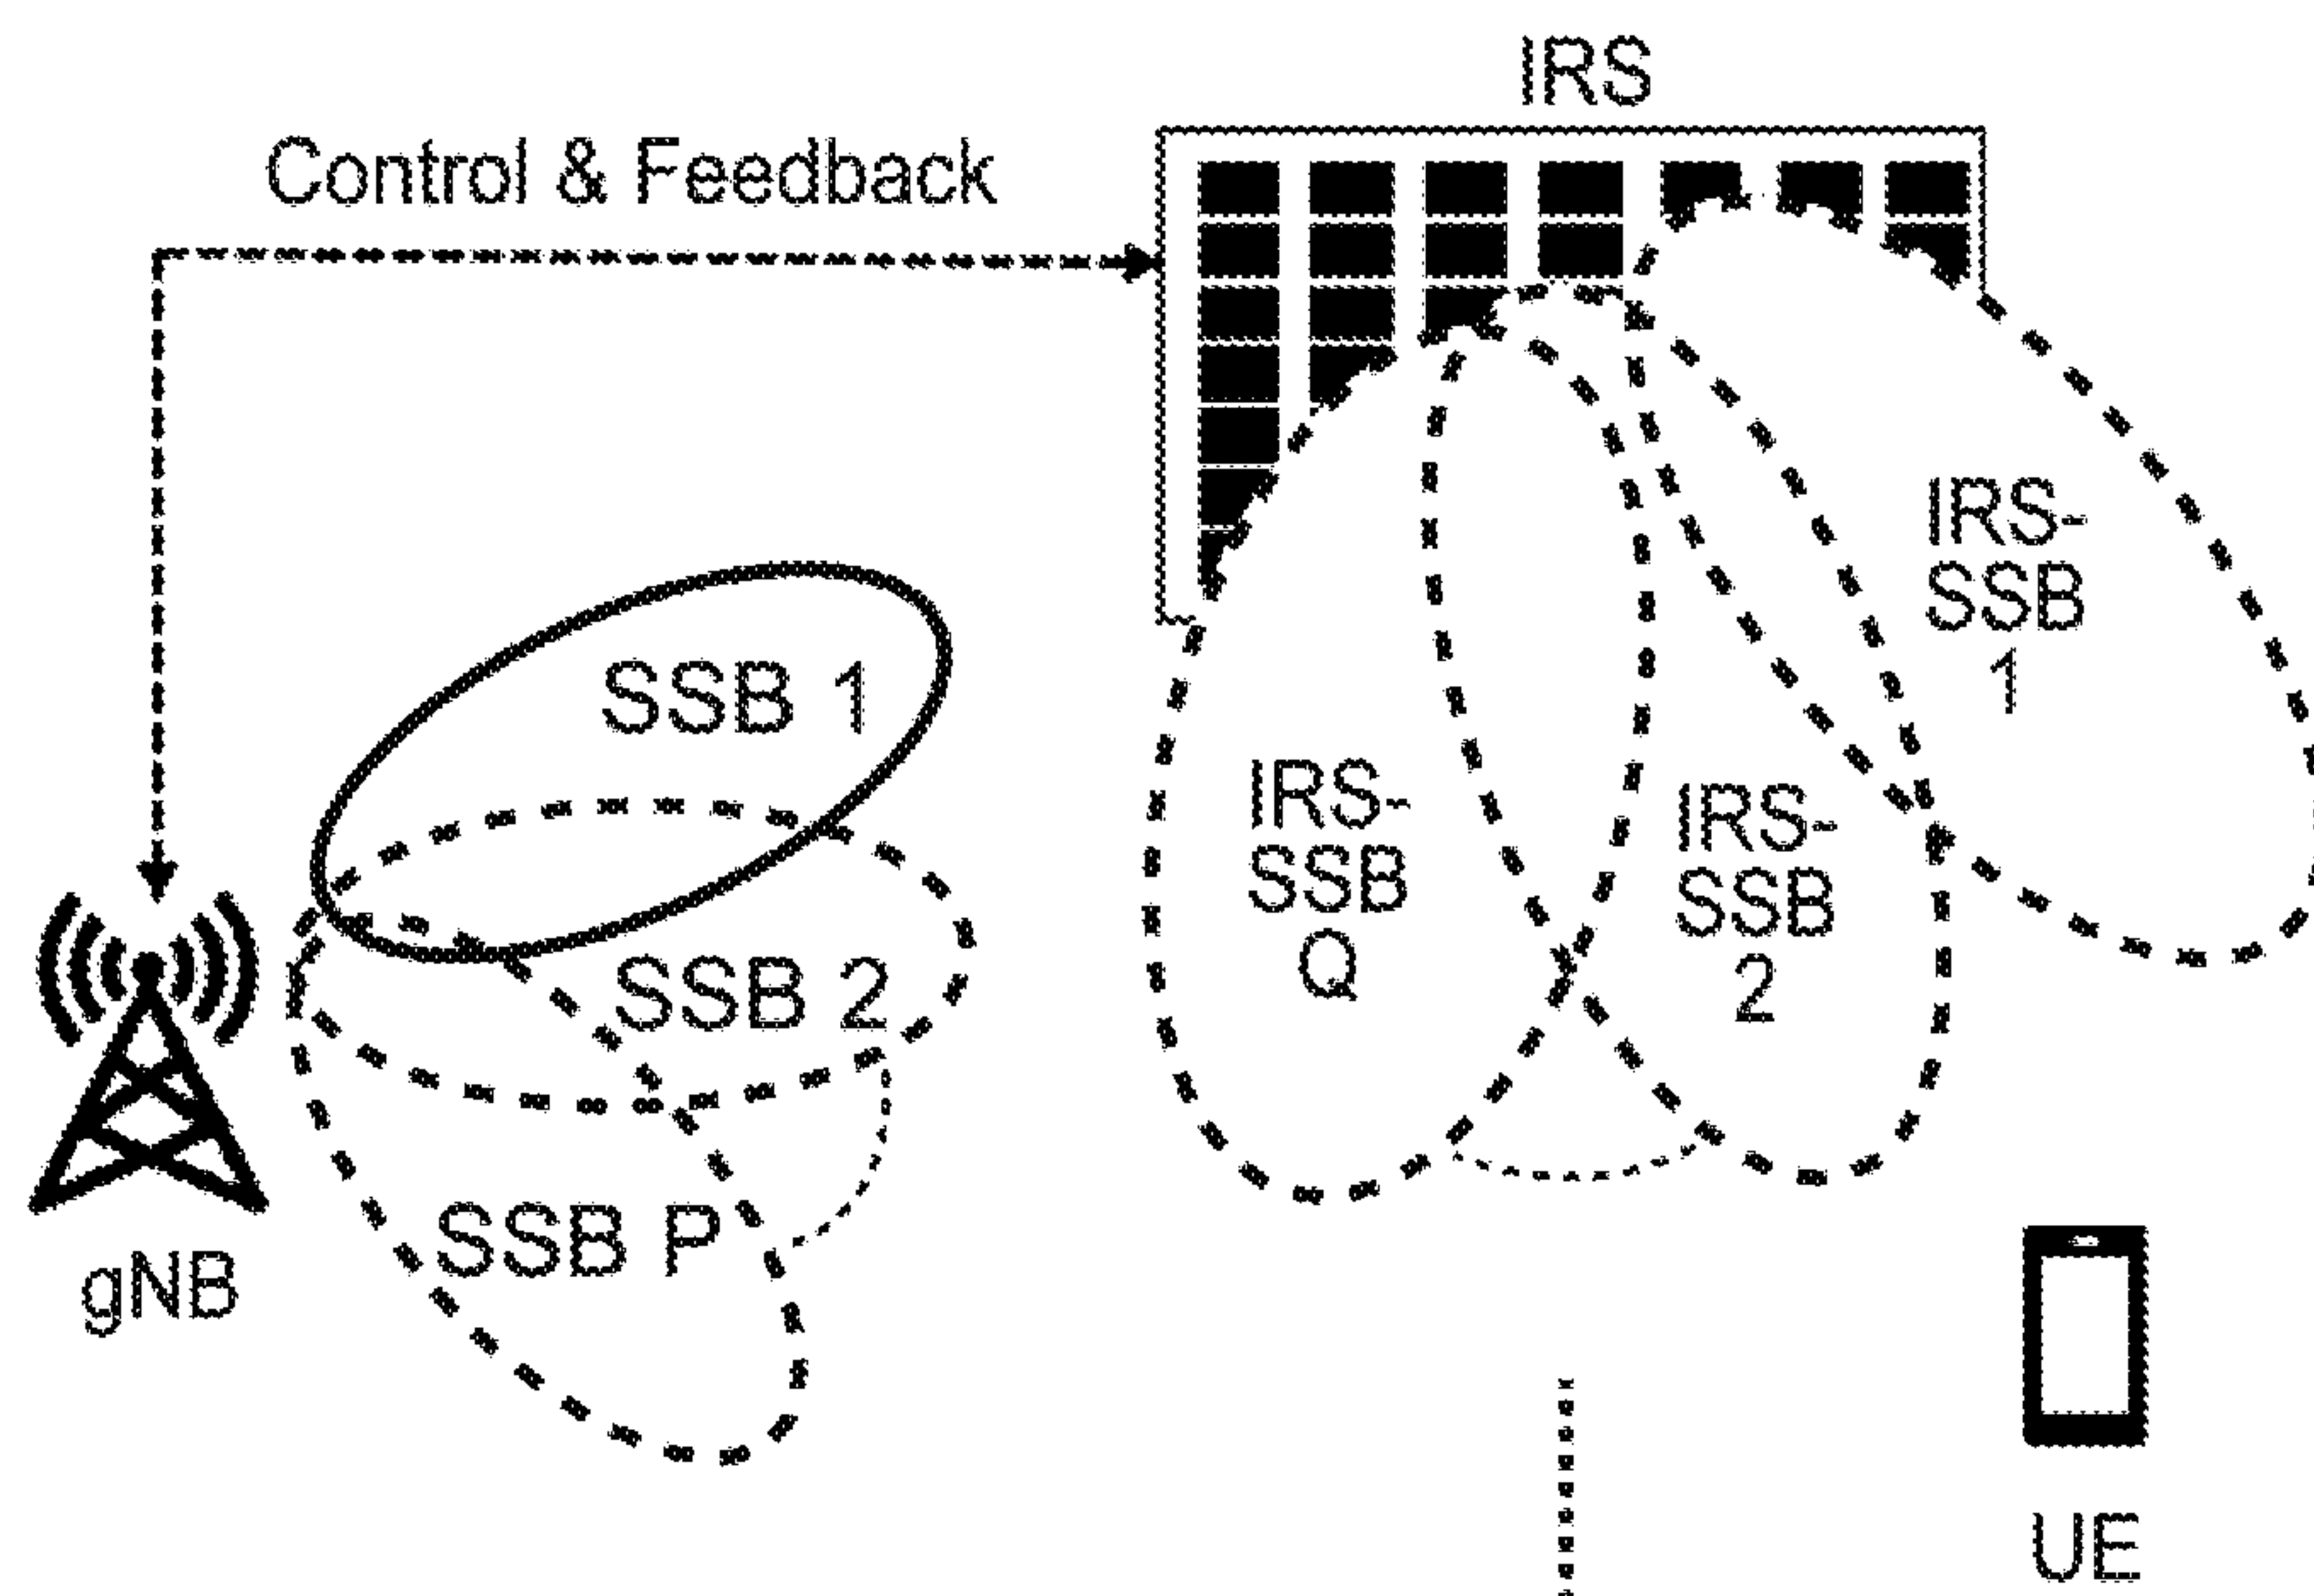 IRS
Control & Feedback
IRS-
SSB
1
SSB 1
IRS-
SSB
Q
IRS-
SSB
2
SSB 2
SSB P
gNB
UE